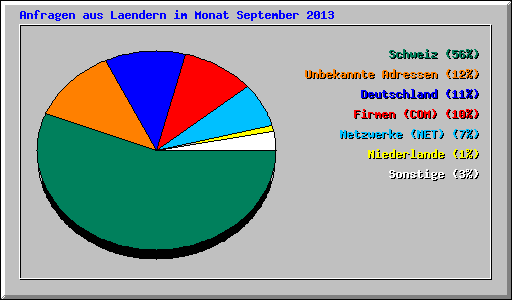 Anfragen aus Laendern im Monat September 2013
Schweiz (56%)
Unbekannte Adressen (12%)
Deutschland (11%)
Firmen (COM) (10%)
Netzwerke (NET) (7%)
Niederlande (1%)
Sonstige (3%)